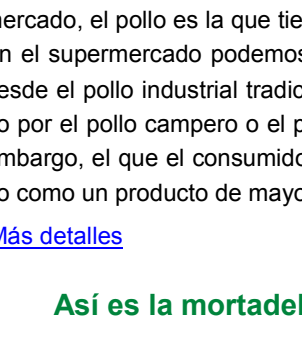 mercado, el pollo es la que tie
n el supermercado podemos
esde el pollo industrial tradic
o por el pollo campero o el p
embargo, el que el consumido
o como un producto de mayo
Más detalles
Así es la mortadel